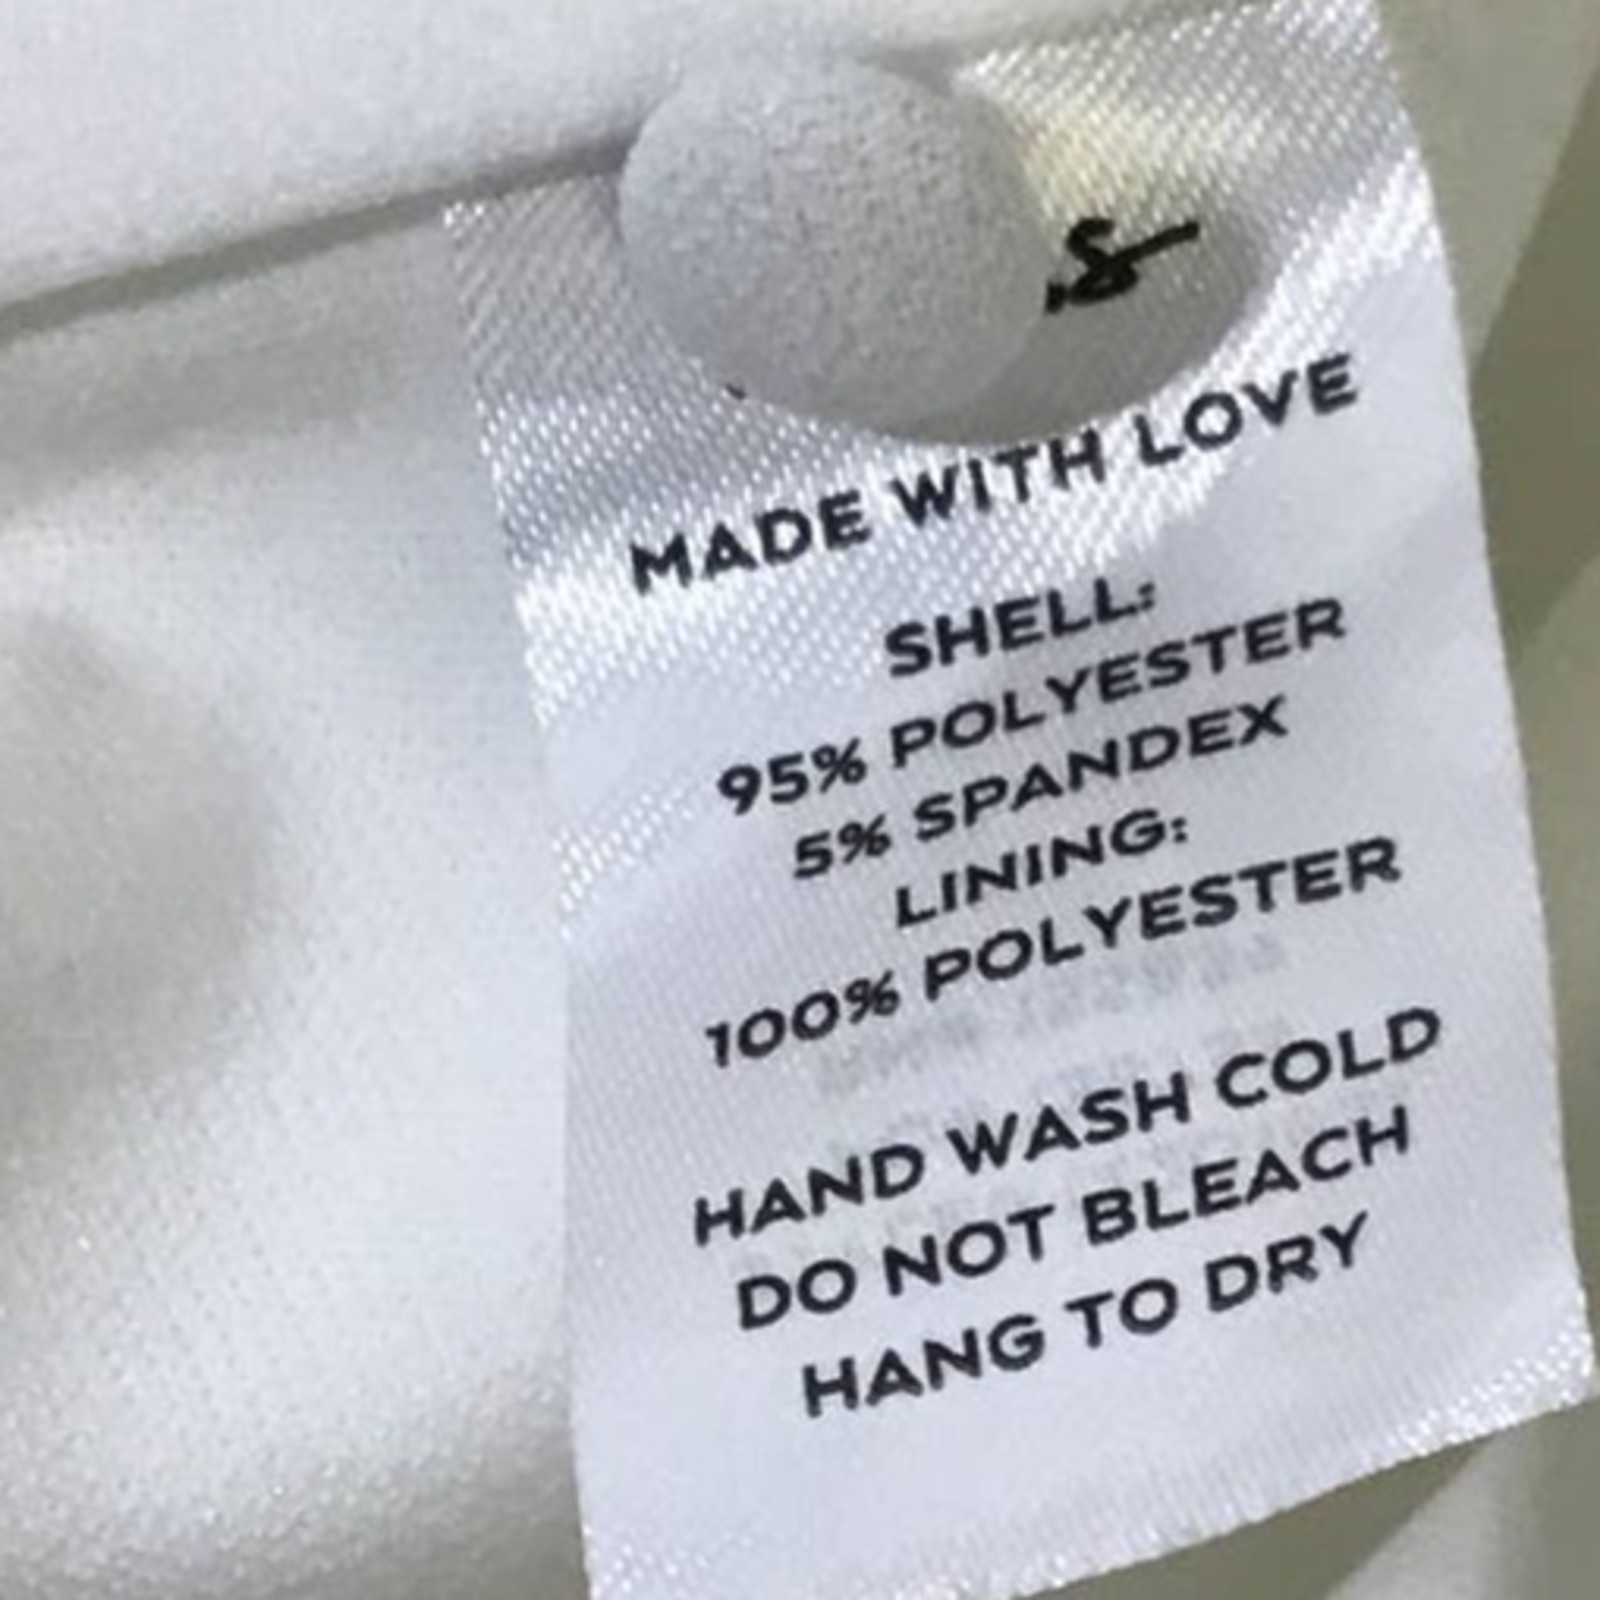 MADE WITH LOVE
SHELL:
95% POLYESTER
5% SPANDEX
LINING:
100% POLYESTER
HAND WASH COLD
DO NOT BLEACH
HANG TO DRY